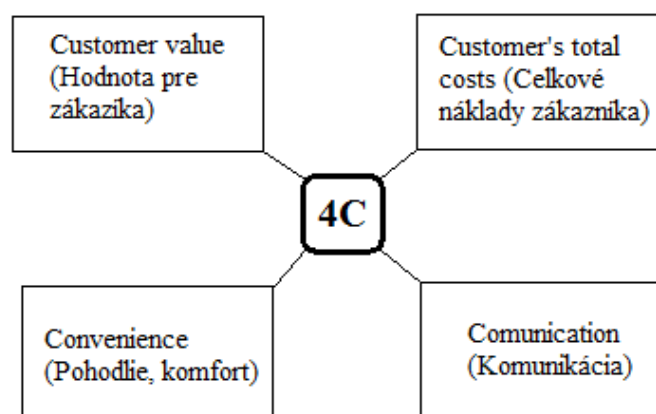 Customer value
(Hodnota pre
zákazika)
Customer's total
costs (Celkové
náklady zákazníka)
4C
Convenience
(Pohodlie, komfort)
Comunication
(Komunikácia)